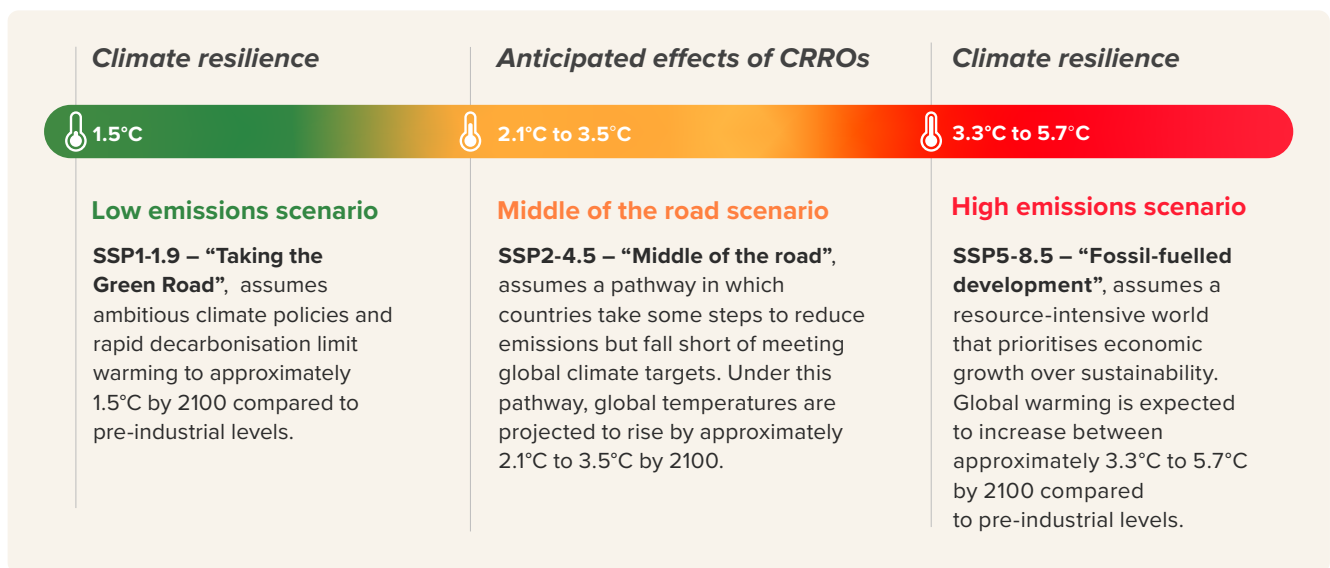 Climate resilience
Anticipated effects of CRROs
Climate resilience
1.5°C
2.1°C to 3.5°C
3.3°C to 5.7°C
Low emissions scenario
SSP1-1.9 – “Taking the
Green Road”, assumes
ambitious climate policies and
rapid decarbonisation limit
warming to approximately
1.5°C by 2100 compared to
pre-industrial levels.
Middle of the road scenario
SSP2-4.5 – “Middle of the road”,
assumes a pathway in which
countries take some steps to reduce
emissions but fall short of meeting
global climate targets. Under this
pathway, global temperatures are
projected to rise by approximately
2.1°C to 3.5°C by 2100.
High emissions scenario
SSP5-8.5 – “Fossil-fuelled
development”, assumes a
resource-intensive world
that prioritises economic
growth over sustainability.
Global warming is expected
to increase between
approximately 3.3°C to 5.7°C
by 2100 compared
to pre-industrial levels.